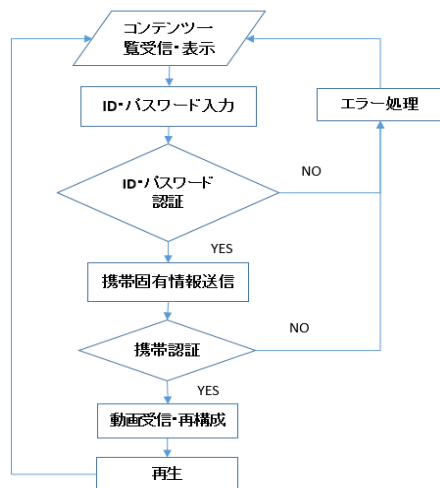 コンテンツ一
覧受信・表示
ID・パスワード入力
エラー処理
ID・パスワード
認証
NO
YES
携帯固有情報送信
NO
携帯認証
YES
動画受信・再構成
再生